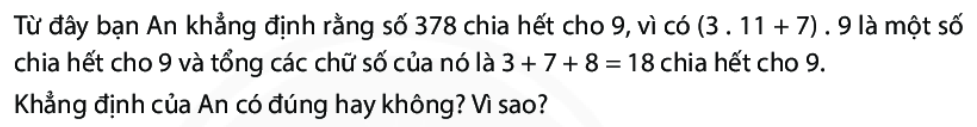 Từ đây bạn An khẳng định rằng số 378 chia hết cho 9, vì có (3 . 11 + 7) . 9 là một số
chia hết cho 9 và tổng các chữ số của nó là 3 + 7 + 8 = 18 chia hết cho 9.
Khẳng định của An có đúng hay không? Vì sao?